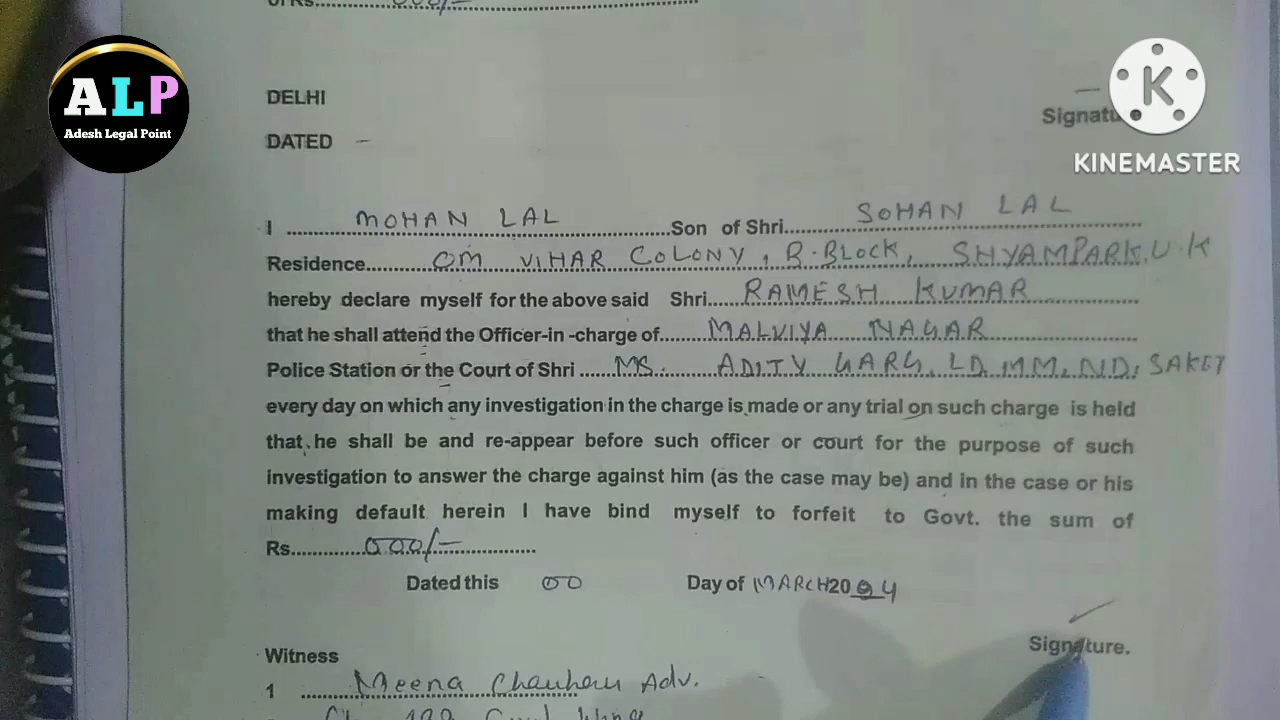 of Rs.............000/-............................
ALP
Adesh Legal Point
KINEMASTER
DELHI
Signature
DATED -
I ............MOHAN LAL............Son of Shri............SOHAN LAL............
Residence............OM VIHAR COLONY, B-BLOCK, SHYAMPARK, U.K
hereby declare myself for the above said Shri......RAMESH KUMAR............
that he shall attend the Officer-in -charge of.........MALVIYA NAGAR............
Police Station or the Court of Shri ......MS. ADITY GARG, LD. MM, ND, SAKET
every day on which any investigation in the charge is made or any trial on such charge is held
that he shall be and re-appear before such officer or court for the purpose of such
investigation to answer the charge against him (as the case may be) and in the case or his
making default herein I have bind myself to forfeit to Govt. the sum of
Rs............000/-............
Dated this 00 Day of MARCH 2024
Signature.
Witness
1 ......Meena Chauhan Adv.